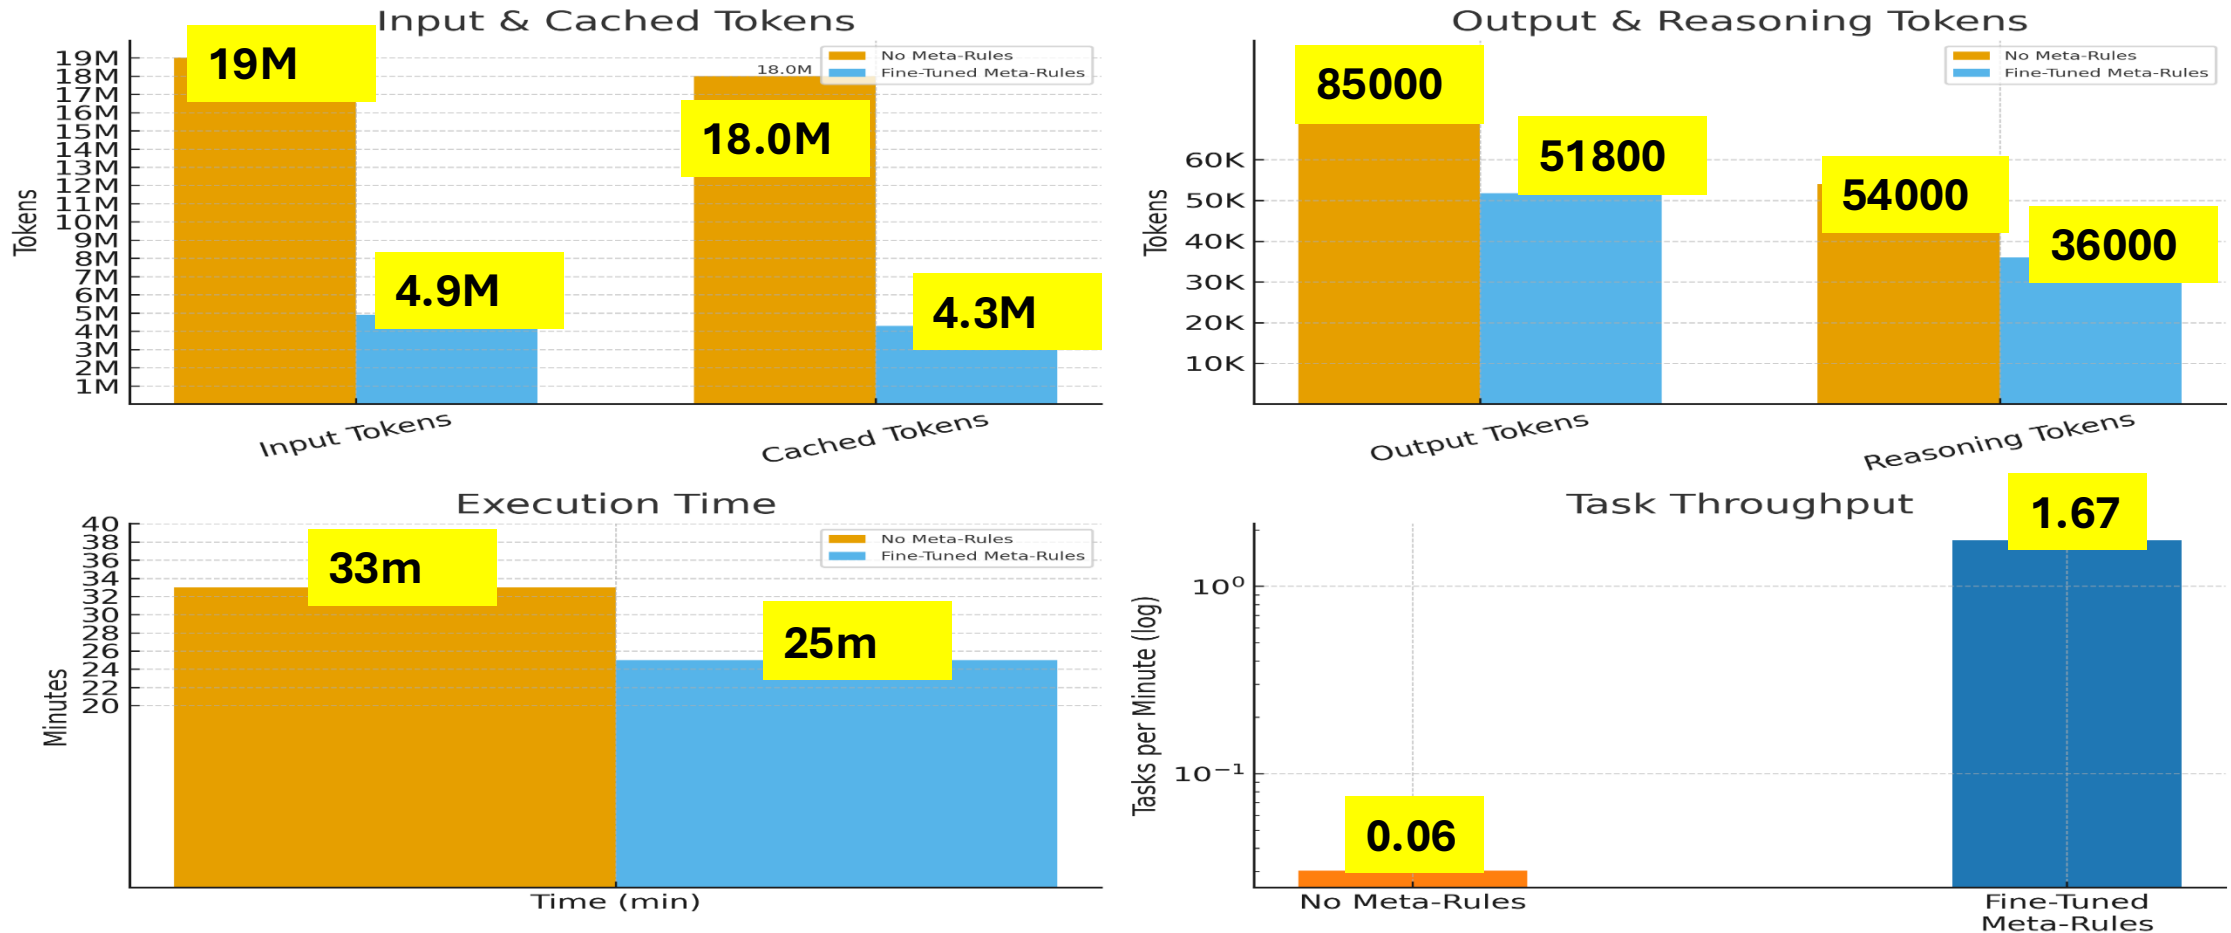 Input & Cached Tokens
19M
18M
17M
16M
15M
14M
13M
12M
11M
10M
9M
8M
7M
6M
5M
4M
3M
2M
1M
Tokens
19M
4.9M
18.0M
18.0M
4.3M
No Meta-Rules
Fine-Tuned Meta-Rules
Input Tokens
Cached Tokens
Output & Reasoning Tokens
60K
50K
40K
30K
20K
10K
Tokens
85000
51800
54000
36000
No Meta-Rules
Fine-Tuned Meta-Rules
Output Tokens
Reasoning Tokens
Execution Time
40
38
36
34
32
30
28
26
24
22
20
Minutes
33m
25m
No Meta-Rules
Fine-Tuned Meta-Rules
Time (min)
Task Throughput
10⁰
10⁻¹
Tasks per Minute (log)
0.06
1.67
No Meta-Rules
Fine-Tuned
Meta-Rules